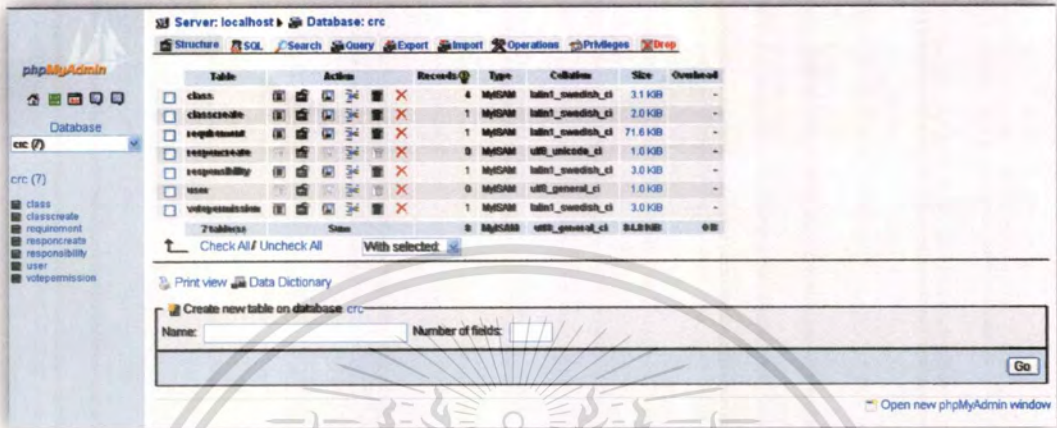 Server: localhost ▸ Database: crc
Structure SQL Search Query Export Import Operations Privileges Drop
phpMyAdmin
Database
crc (7)
crc (7)
class
classcreate
requirement
responcreate
responsibility
user
votepermission
Table Action Records Type Collation Size Overhead
class 4 MyISAM latin1_swedish_ci 3.1 KiB -
classcreate 1 MyISAM latin1_swedish_ci 2.0 KiB -
requirement 1 MyISAM latin1_swedish_ci 71.6 KiB -
responcreate 0 MyISAM utf8_unicode_ci 1.0 KiB -
responsibility 1 MyISAM latin1_swedish_ci 3.0 KiB -
user 0 MyISAM utf8_general_ci 1.0 KiB -
votepermission 1 MyISAM latin1_swedish_ci 3.0 KiB -
7 table(s) Sum 8 MyISAM utf8_general_ci 84.8 KiB 0 B
Check All / Uncheck All With selected:
Print view Data Dictionary
Create new table on database crc
Name: Number of fields:
Go
Open new phpMyAdmin window